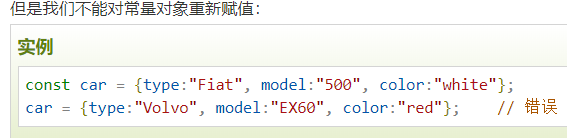 但是我们不能对常量对象重新赋值：
实例
const car = {type:"Fiat", model:"500", color:"white"};
car = {type:"Volvo", model:"EX60", color:"red"};    // 错误